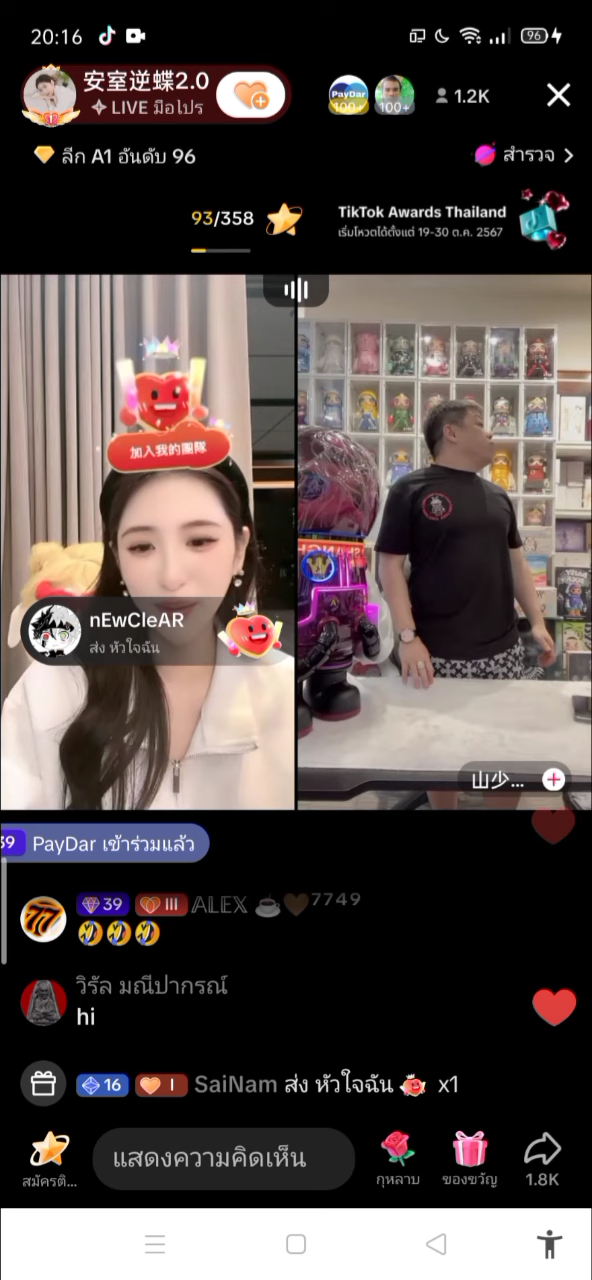 20:16
96
安室逆蝶2.0
LIVE มือโปร
PayDar
100+
100+
1.2K
ลีก A1 อันดับ 96
สำรวจ
93/358
TikTok Awards Thailand
เริ่มโหวตได้ตั้งแต่ 19-30 ต.ค. 2567
加入我的團隊
nEwCleAR
ส่ง หัวใจฉัน
W
山少...
39 PayDar เข้าร่วมแล้ว
77
39 III ALEX 7749
วิรัล มณีปากรณ์
hi
16 I SaiNam ส่ง หัวใจฉัน x1
สมัครติ...
แสดงความคิดเห็น
กุหลาบ
ของขวัญ
1.8K